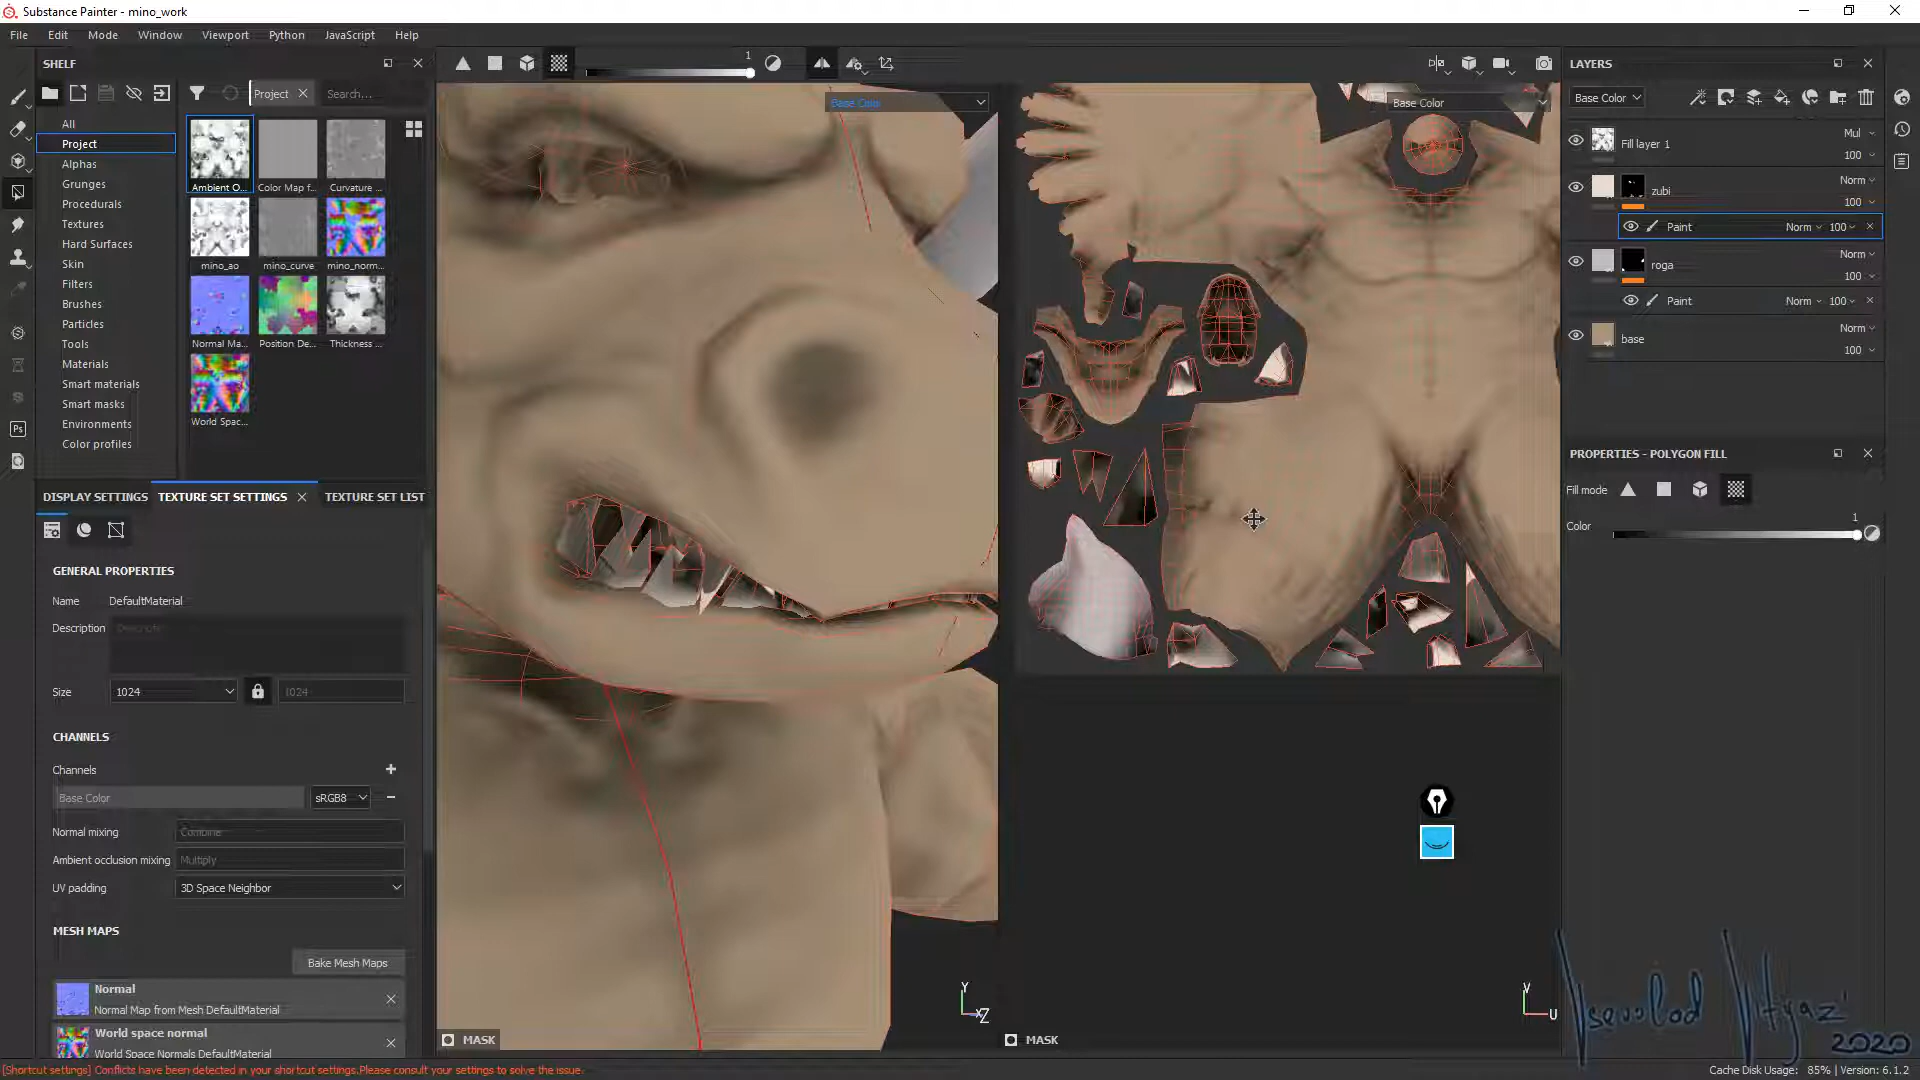 Substance Painter - mino_work
File Edit Mode Window Viewport Python JavaScript Help
SHELF
Project
Search...
All
Project
Alphas
Grunges
Procedurals
Textures
Hard Surfaces
Skin
Filters
Brushes
Particles
Tools
Materials
Smart materials
Smart masks
Environments
Color profiles
Ambient O... Color Map f... Curvature ...
mino_ao mino_curve mino_norm...
Normal Ma... Position De... Thickness ...
World Spac...
DISPLAY SETTINGS TEXTURE SET SETTINGS TEXTURE SET LIST
GENERAL PROPERTIES
Name DefaultMaterial
Description
Size 1024 1024
CHANNELS
Channels
Base Color sRGB8
Normal mixing Combine
Ambient occlusion mixing Multiply
UV padding 3D Space Neighbor
MESH MAPS
Bake Mesh Maps
Normal
Normal Map from Mesh DefaultMaterial
World space normal
World Space Normals DefaultMaterial
1
Base Color
Base Color
Y
Z
V
U
MASK
MASK
Ps
LAYERS
Base Color
Fill layer 1 Mul
100
zubi Norm
100
Paint Norm 100
roga Norm
100
Paint Norm 100
base Norm
100
PROPERTIES - POLYGON FILL
Fill mode
Color 1
Vsevolod Vityaz'
2020
[Shortcut settings] Conflicts have been detected in your shortcut settings.Please consult your settings to solve the issue.
Cache Disk Usage: 85% | Version: 6.1.2